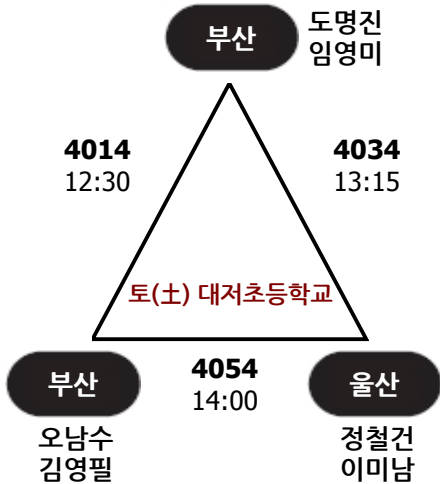 부산
도명진
임영미
4014
12:30
4034
13:15
토(土) 대저초등학교
부산
4054
14:00
울산
오남수
김영필
정철건
이미남